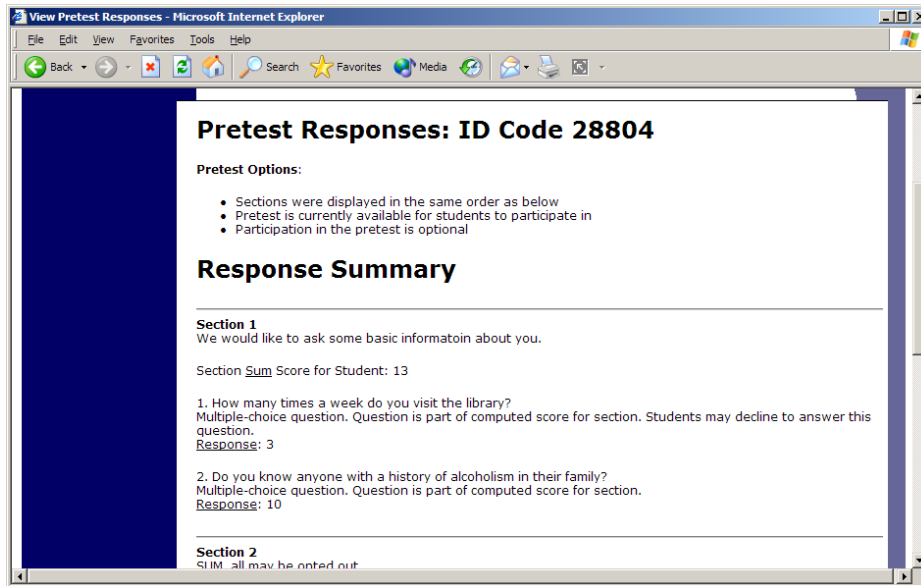 View Pretest Responses - Microsoft Internet Explorer
File Edit View Favorites Tools Help
Back Search Favorites Media
Pretest Responses: ID Code 28804
Pretest Options:
• Sections were displayed in the same order as below
• Pretest is currently available for students to participate in
• Participation in the pretest is optional
Response Summary
Section 1
We would like to ask some basic informatoin about you.
Section Sum Score for Student: 13
1. How many times a week do you visit the library?
Multiple-choice question. Question is part of computed score for section. Students may decline to answer this
question.
Response: 3
2. Do you know anyone with a history of alcoholism in their family?
Multiple-choice question. Question is part of computed score for section.
Response: 10
Section 2
SUM, all may be opted out